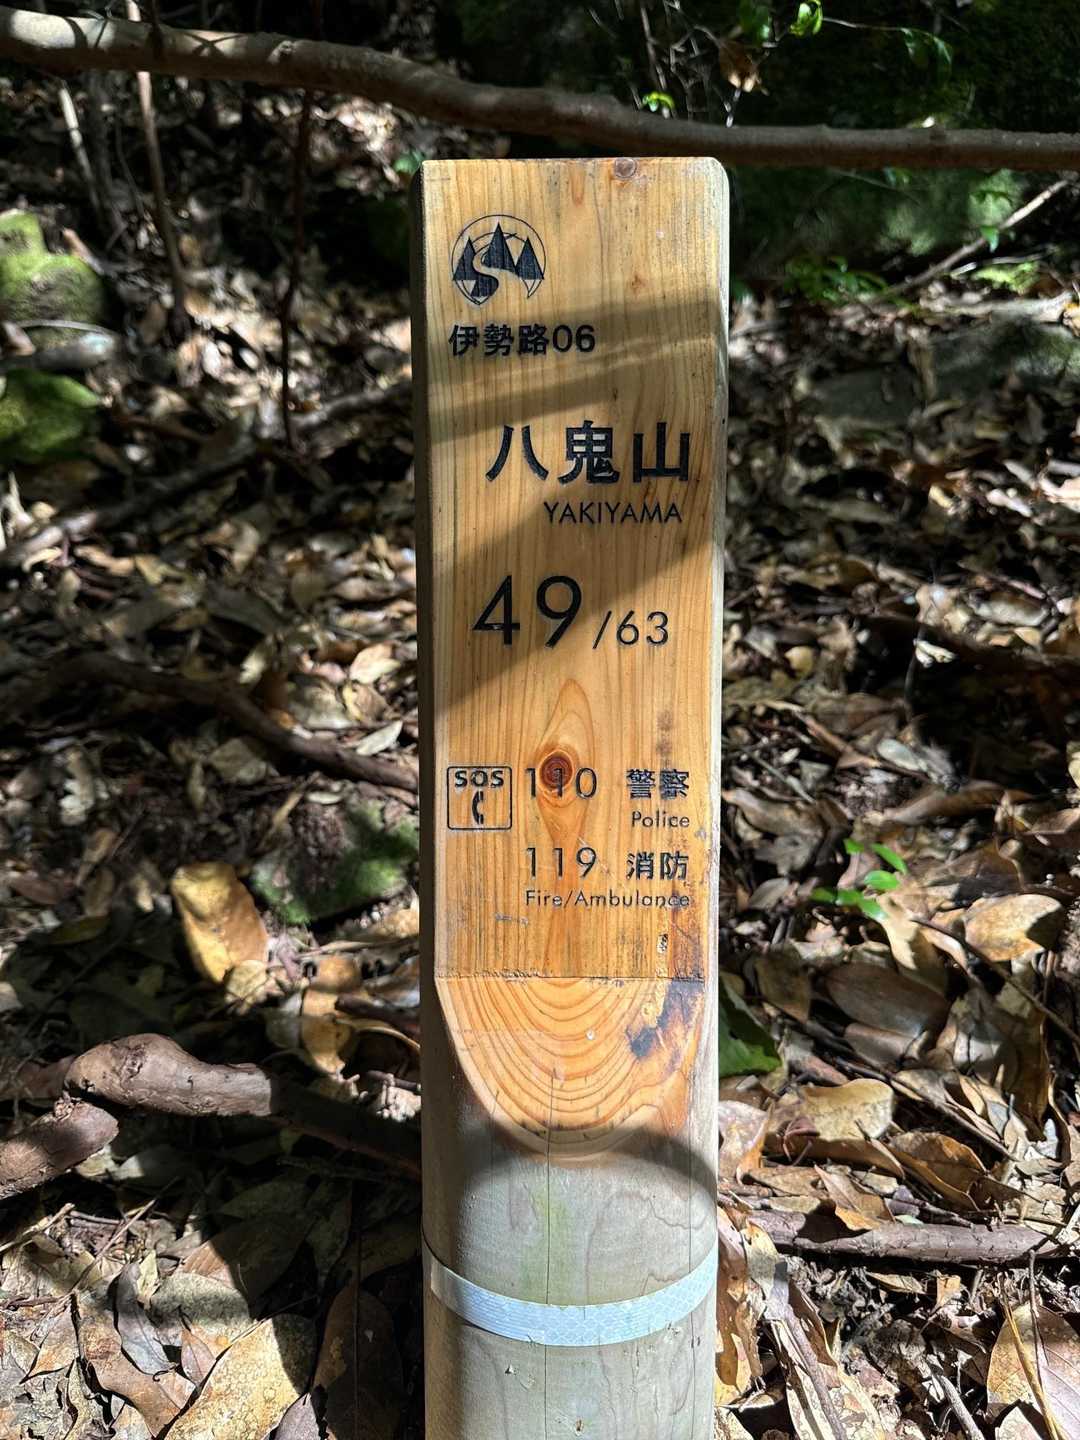 伊勢路06
八鬼山
YAKIYAMA
49/63
SOS
110 警察
Police
119 消防
Fire/Ambulance